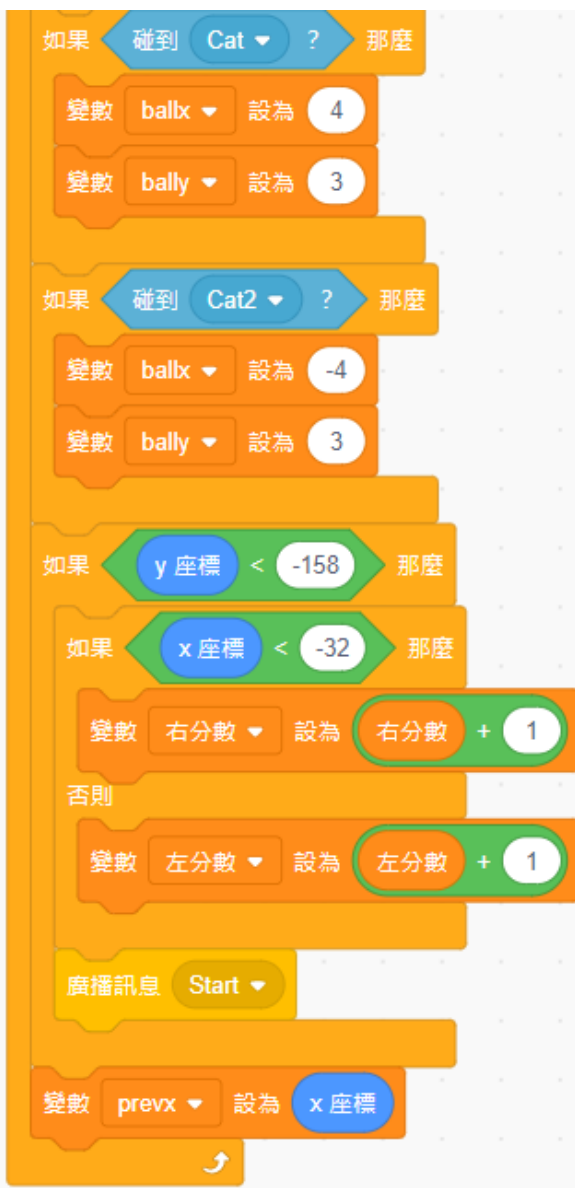 如果 碰到 Cat ? 那麼
變數 ballx 設為 4
變數 bally 設為 3
如果 碰到 Cat2 ? 那麼
變數 ballx 設為 -4
變數 bally 設為 3
如果 y 座標 < -158 那麼
如果 x 座標 < -32 那麼
變數 右分數 設為 右分數 + 1
否則
變數 左分數 設為 左分數 + 1
廣播訊息 Start
變數 prevx 設為 x 座標